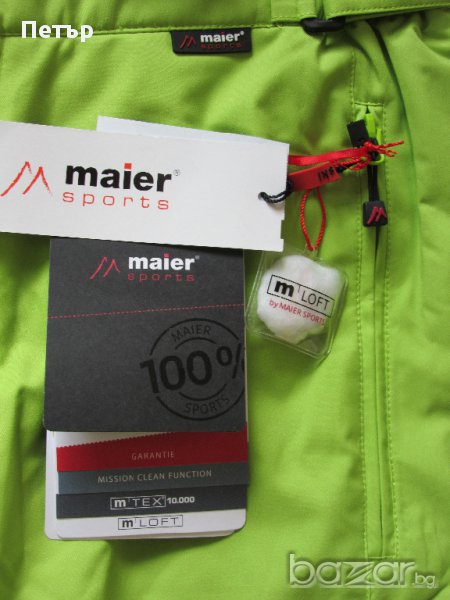 Петър
maier®
sports
maier®
sports
maier®
sports
MAIER
100%
SPORTS
m LOFT
by MAIER SPORTS
GARANTIE
MISSION CLEAN FUNCTION
m TEX 10.000
m LOFT
bazar.bg